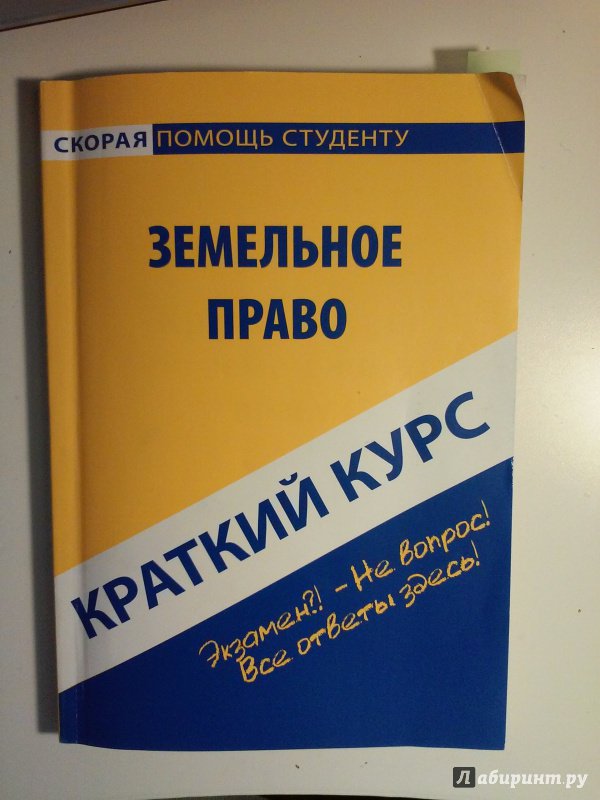 СКОРАЯ ПОМОЩЬ СТУДЕНТУ
ЗЕМЕЛЬНОЕ
ПРАВО
КРАТКИЙ КУРС
Экзамен?! - Не вопрос!
Все ответы здесь!
Лабиринт.ру